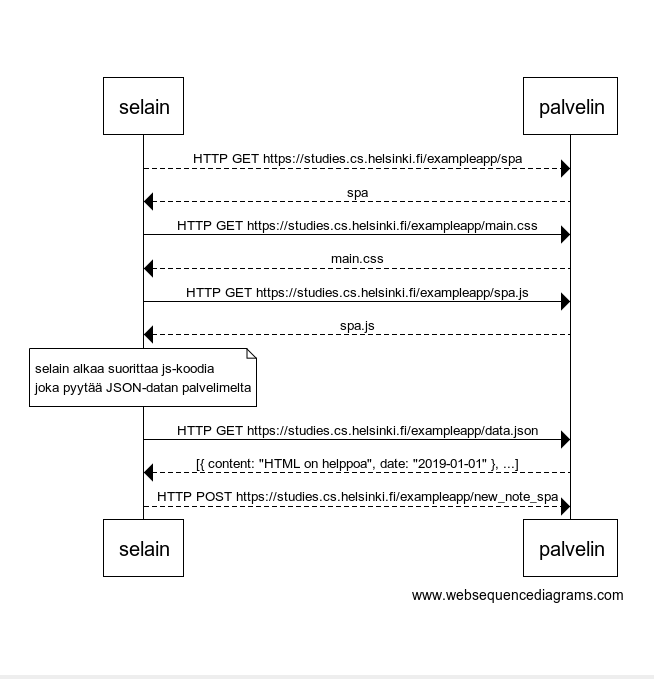 selain
palvelin
HTTP GET https://studies.cs.helsinki.fi/exampleapp/spa
spa
HTTP GET https://studies.cs.helsinki.fi/exampleapp/main.css
main.css
HTTP GET https://studies.cs.helsinki.fi/exampleapp/spa.js
spa.js
selain alkaa suorittaa js-koodia
joka pyytää JSON-datan palvelimelta
HTTP GET https://studies.cs.helsinki.fi/exampleapp/data.json
[{ content: "HTML on helppoa", date: "2019-01-01" }, ...]
HTTP POST https://studies.cs.helsinki.fi/exampleapp/new_note_spa
selain
palvelin
www.websequencediagrams.com